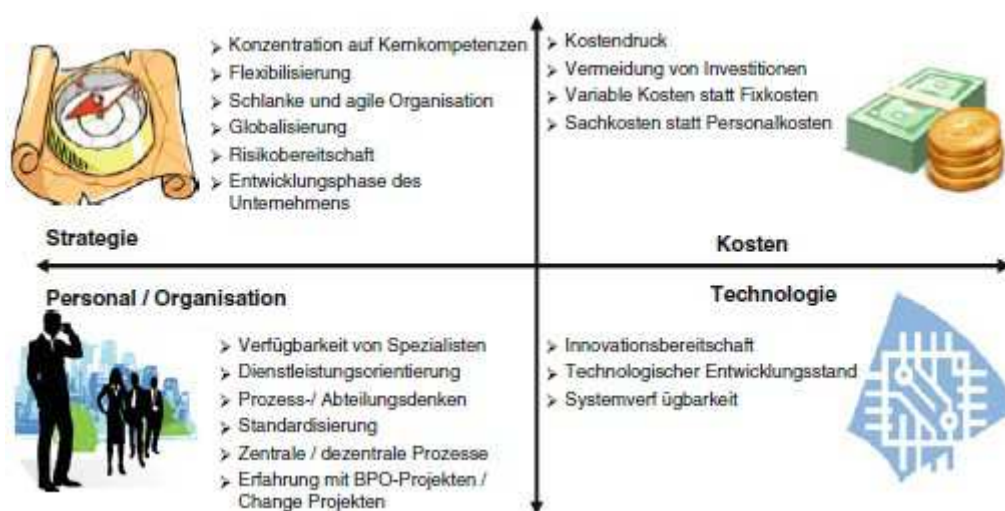 ➢ Konzentration auf Kernkompetenzen
➢ Flexibilisierung
➢ Schlanke und agile Organisation
➢ Globalisierung
➢ Risikobereitschaft
➢ Entwicklungsphase des
Unternehmens
Strategie
➢ Kostendruck
➢ Vermeidung von Investitionen
➢ Variable Kosten statt Fixkosten
➢ Sachkosten statt Personalkosten
Kosten
Personal / Organisation
➢ Verfügbarkeit von Spezialisten
➢ Dienstleistungsorientierung
➢ Prozess-/ Abteilungsdenken
➢ Standardisierung
➢ Zentrale / dezentrale Prozesse
➢ Erfahrung mit BPO-Projekten /
Change Projekten
Technologie
➢ Innovationsbereitschaft
➢ Technologischer Entwicklungsstand
➢ Systemverf ügbarkeit